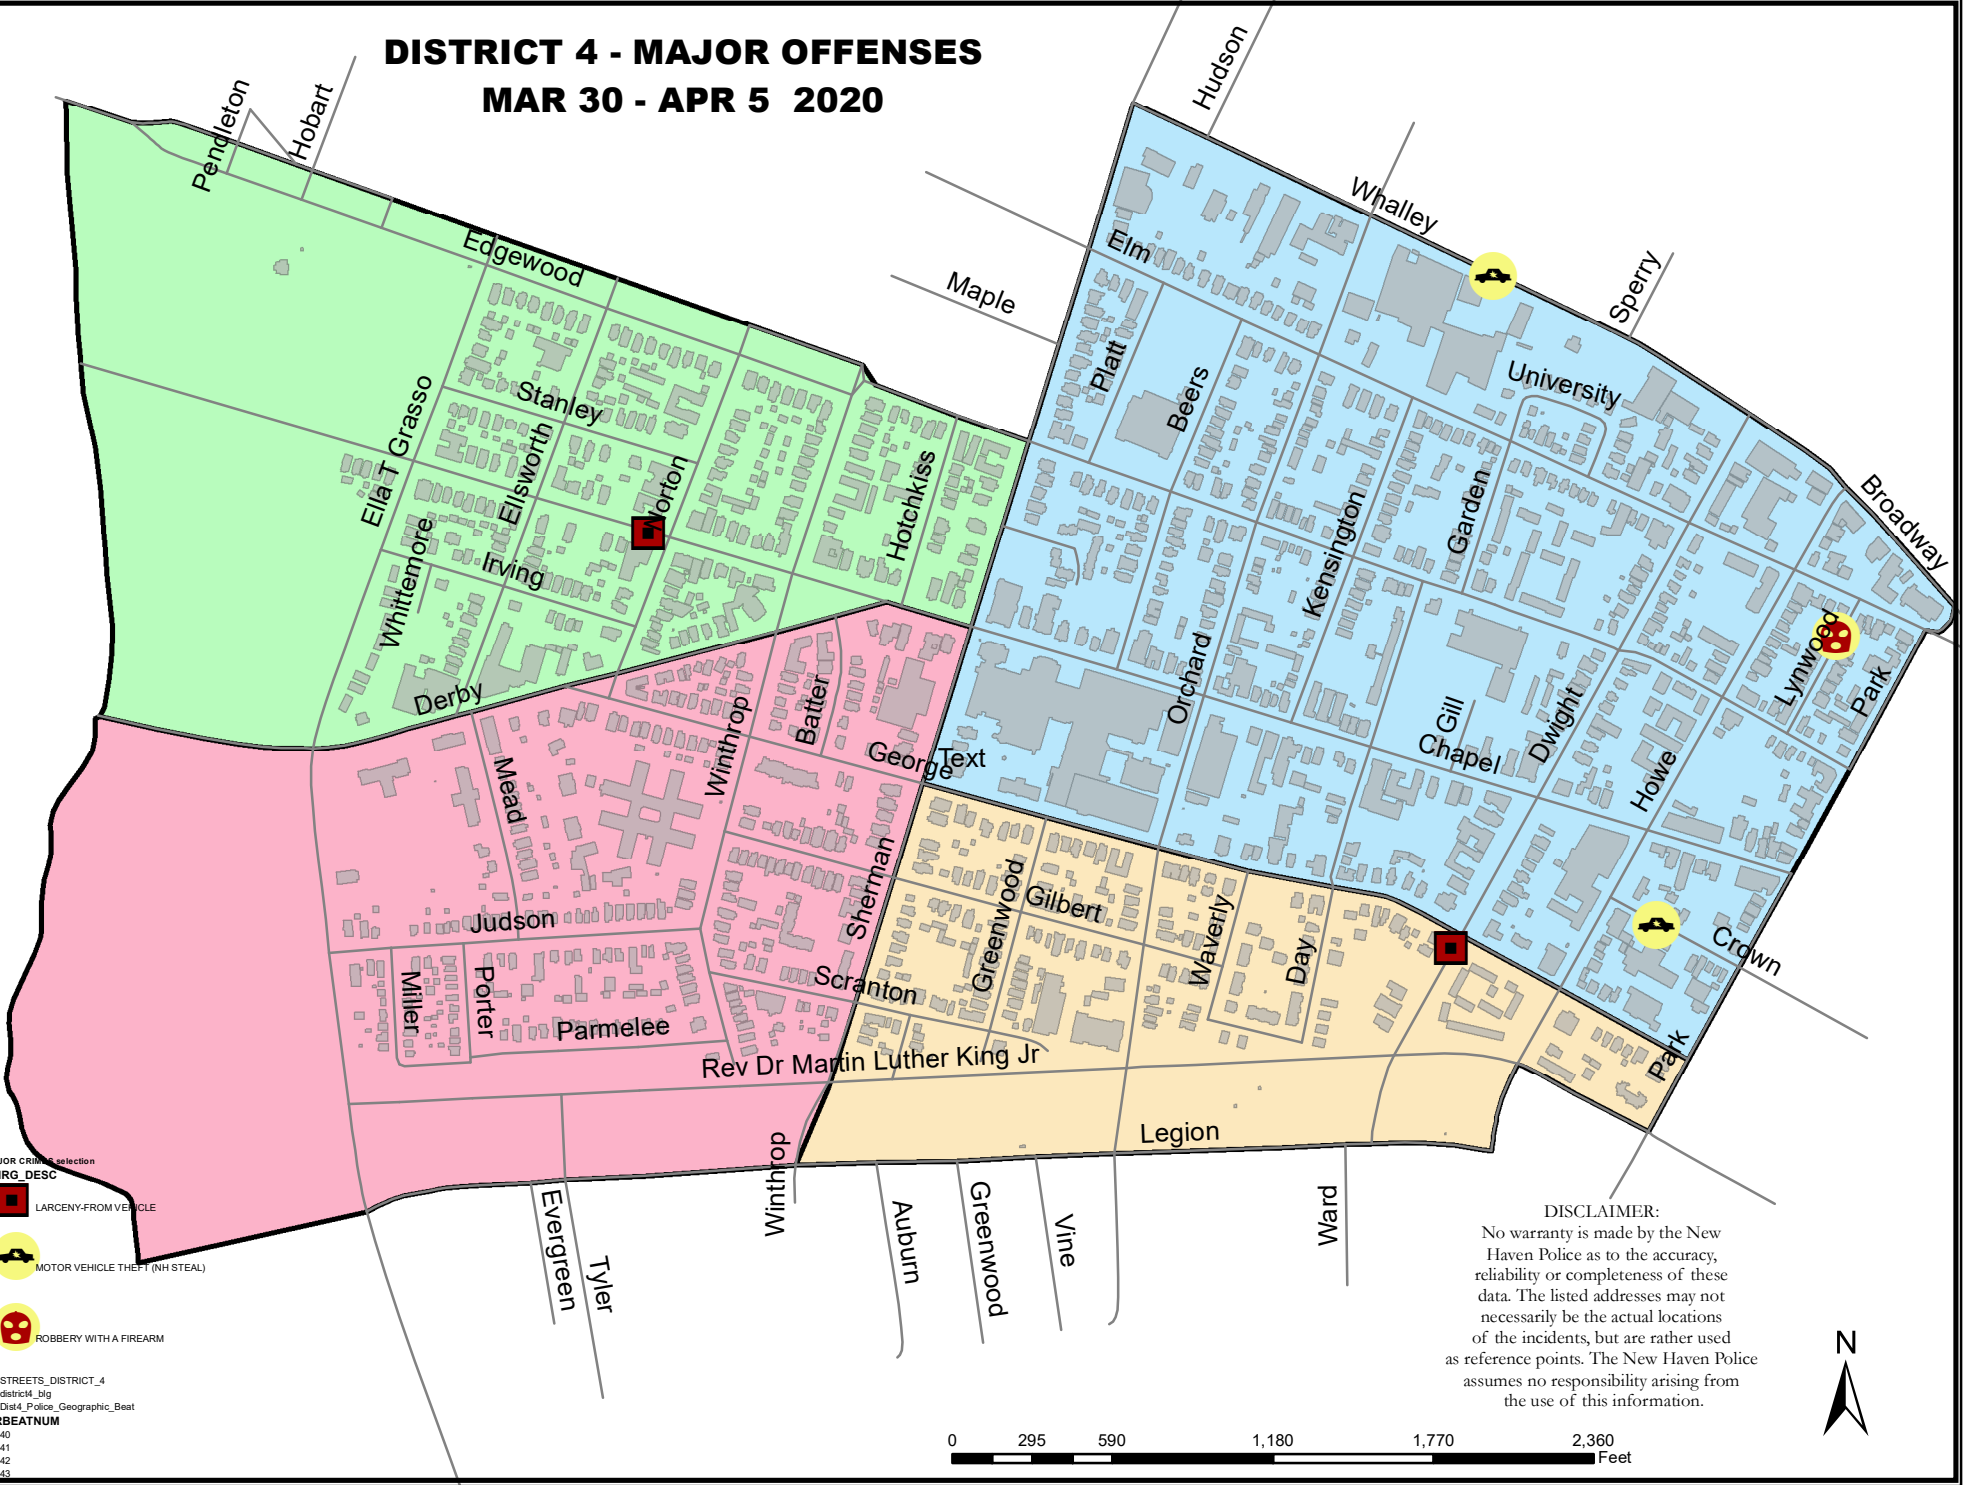 DISTRICT 4 - MAJOR OFFENSES
MAR 30 - APR 5 2020
Pendleton
Hobart
Hudson
Whalley
Edgewood
Elm
Maple
Sperry
Platt
Beers
University
Stanley
Ella T Grasso
Ellsworth
Norton
Hotchkiss
Garden
Kensington
Broadway
Whittemore
Irving
Lynwood
Park
Orchard
Derby
Batter
Winthrop
Gill
Chapel
Dwight
Howe
George
Text
Mead
Sherman
Greenwood
Gilbert
Waverly
Day
Crown
Judson
Miller
Porter
Scranton
Parmelee
Rev Dr Martin Luther King Jr
Park
Legion
Winthrop
Evergreen
Tyler
Auburn
Greenwood
Vine
Ward
JOR CRIMES selection
RG_DESC
LARCENY-FROM VEHICLE
MOTOR VEHICLE THEFT (NH STEAL)
ROBBERY WITH A FIREARM
STREETS_DISTRICT_4
district4_blg
Dist4_Police_Geographic_Beat
BEATNUM
40
41
42
43
DISCLAIMER:
No warranty is made by the New
Haven Police as to the accuracy,
reliability or completeness of these
data. The listed addresses may not
necessarily be the actual locations
of the incidents, but are rather used
as reference points. The New Haven Police
assumes no responsibility arising from
the use of this information.
N
0 295 590 1,180 1,770 2,360
Feet